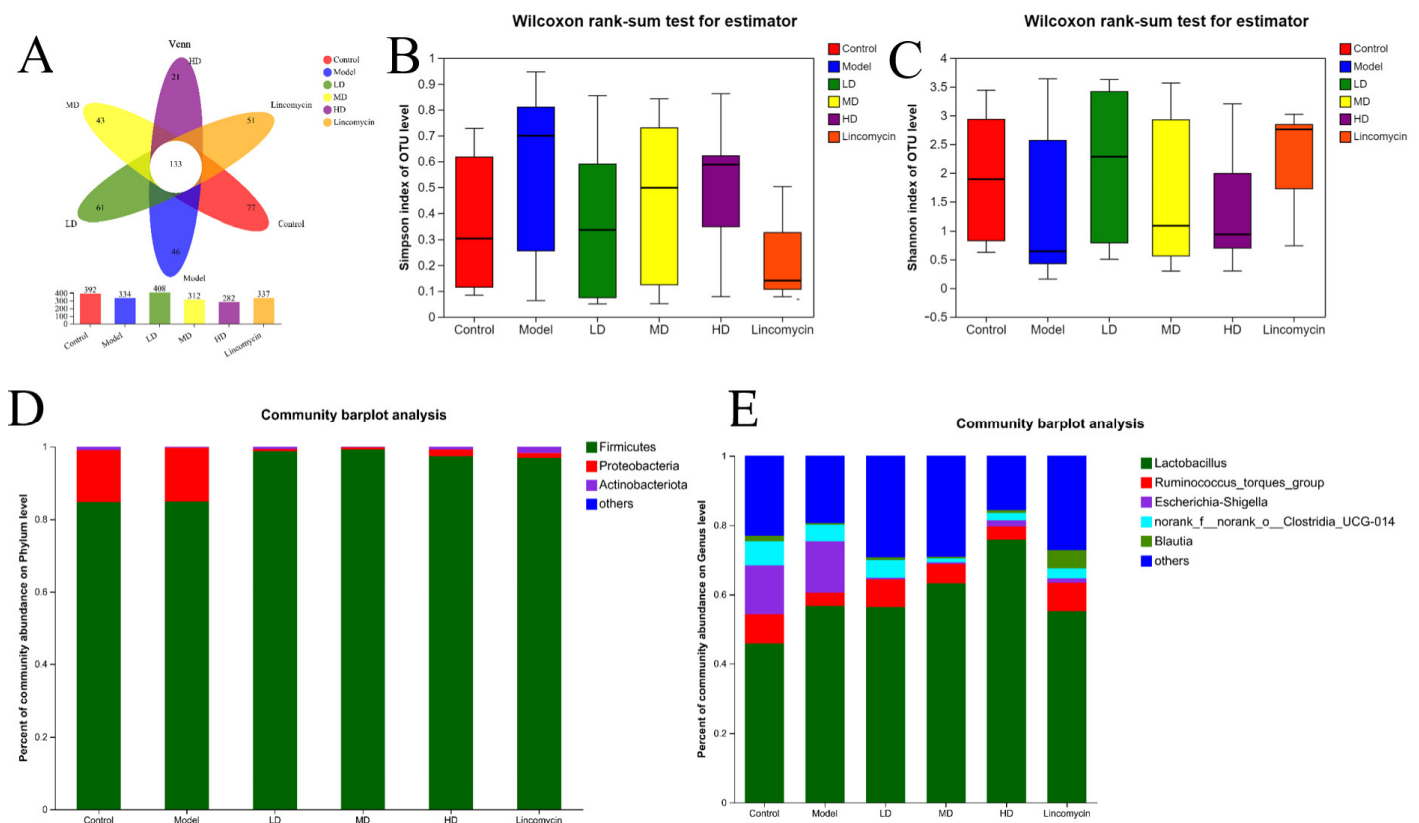 A
Venn
HD
21
MD
43
Lincomycin
51
133
61
LD
77
Control
46
Model
Control
Model
LD
MD
HD
Lincomycin
400
300
200
100
0
392
334
408
312
282
337
Control
Model
LD
MD
HD
Lincomycin
B
Wilcoxon rank-sum test for estimator
Simpson index of OTU level
1
0.9
0.8
0.7
0.6
0.5
0.4
0.3
0.2
0.1
0
Control
Model
LD
MD
HD
Lincomycin
Control
Model
LD
MD
HD
Lincomycin
C
Wilcoxon rank-sum test for estimator
Shannon index of OTU level
4
3.5
3
2.5
2
1.5
1
0.5
0
−0.5
Control
Model
LD
MD
HD
Lincomycin
Control
Model
LD
MD
HD
Lincomycin
D
Community barplot analysis
Percent of community abundance on Phylum level
1
0.8
0.6
0.4
0.2
0
Control
Model
LD
MD
HD
Lincomycin
Firmicutes
Proteobacteria
Actinobacteriota
others
E
Community barplot analysis
Percent of community abundance on Genus level
1
0.8
0.6
0.4
0.2
0
Control
Model
LD
MD
HD
Lincomycin
Lactobacillus
Ruminococcus_torques_group
Escherichia-Shigella
norank_f__norank_o__Clostridia_UCG-014
Blautia
others